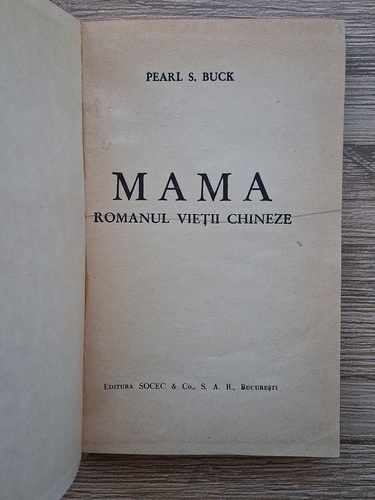 PEARL S. BUCK
MAMA
ROMANUL VIEȚII CHINEZE
EDITURA SOCEC & Co., S. A. R., BUCUREȘTI